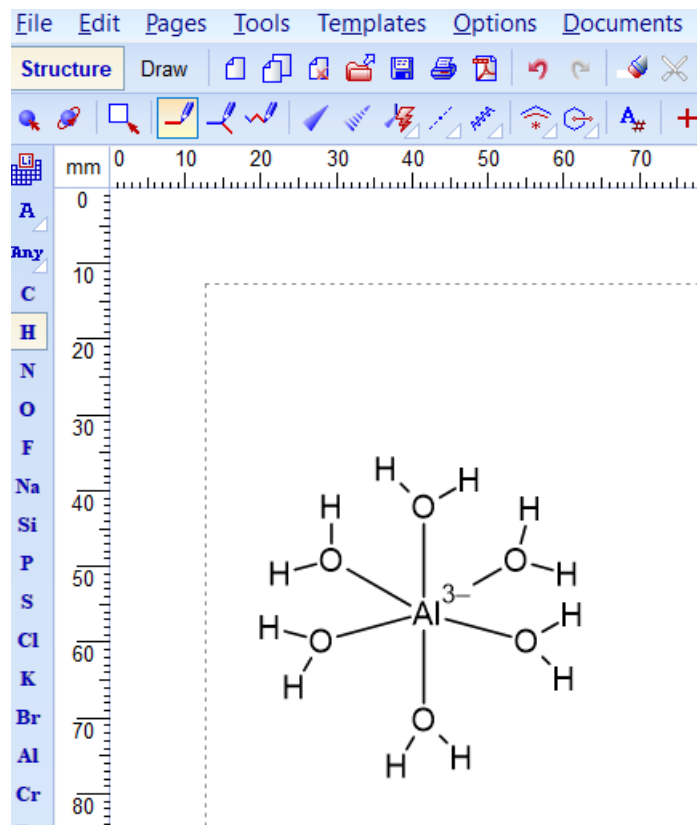 File Edit Pages Tools Templates Options Documents
Structure Draw
A#
Li
mm 0 10 20 30 40 50 60 70
A
Any
C
H
N
O
F
Na
Si
P
S
Cl
K
Br
Al
Cr
0
10
20
30
40
50
60
70
80
H H
H O H
O O
H H
3–
Al
H H
O O
H H
O
H H